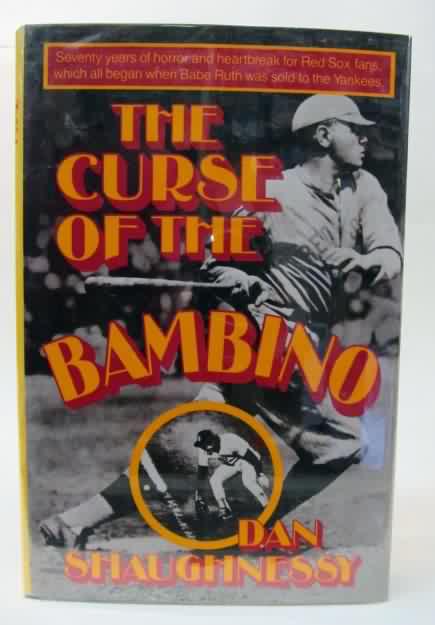 Seventy years of horror and heartbreak for Red Sox fans,
which all began when Babe Ruth was sold to the Yankees.
THE
CURSE
OF THE
BAMBINO
DAN
SHAUGHNESSY